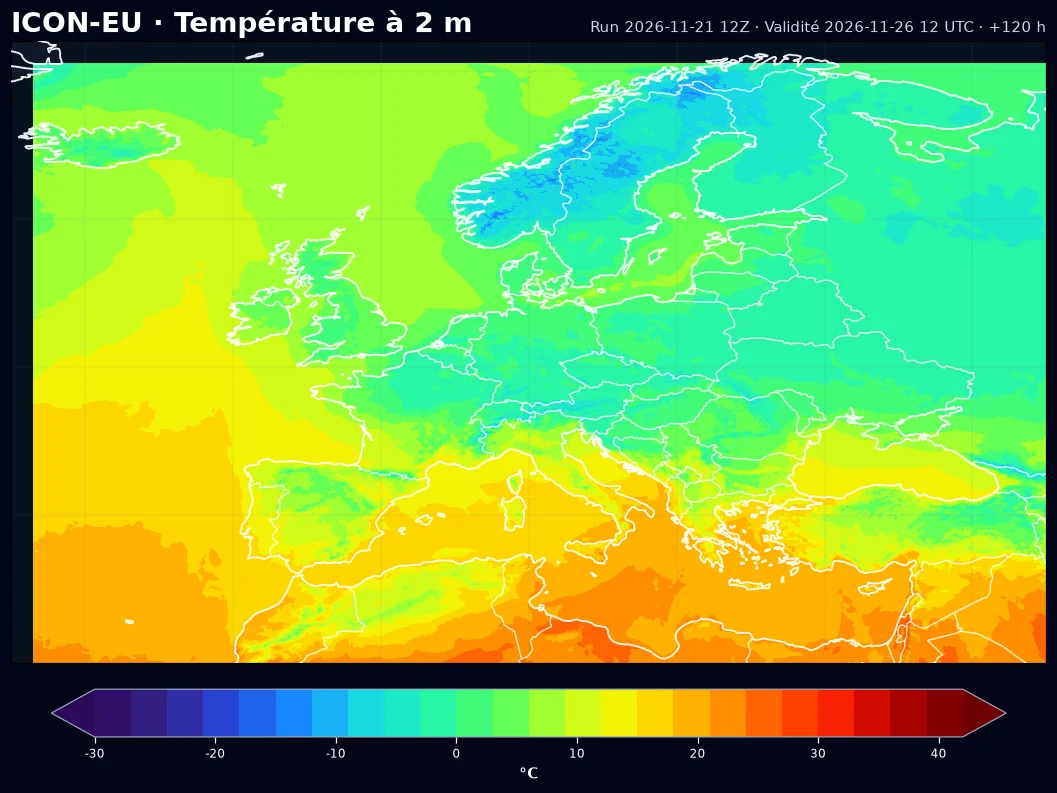 ICON-EU · Température à 2 m
Run 2026-11-21 12Z · Validité 2026-11-26 12 UTC · +120 h
-30 -20 -10 0 10 20 30 40
°C